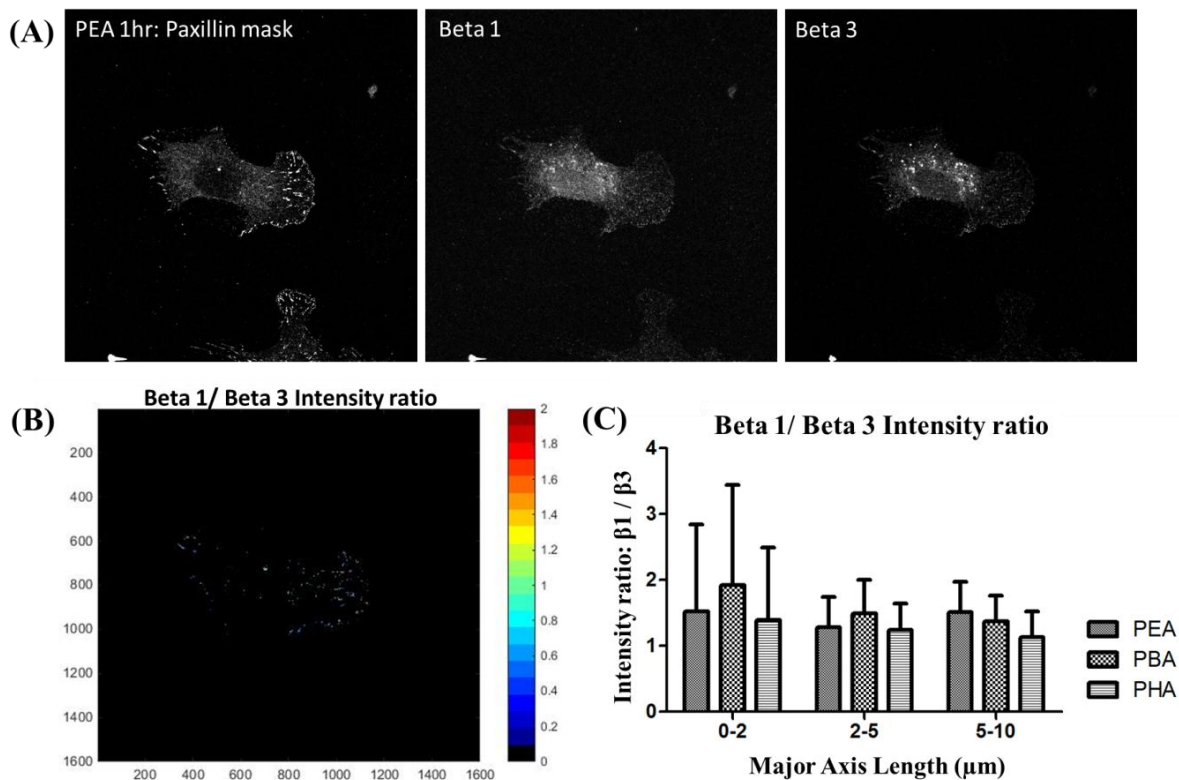 (A)
PEA 1hr: Paxillin mask
Beta 1
Beta 3
(B)
Beta 1/ Beta 3 Intensity ratio
200
400
600
800
1000
1200
1400
1600
200 400 600 800 1000 1200 1400 1600
2
1.8
1.6
1.4
1.2
1
0.8
0.6
0.4
0.2
0
(C)
Beta 1/ Beta 3 Intensity ratio
Intensity ratio: β1 / β3
4
3
2
1
0
0-2 2-5 5-10
Major Axis Length (µm)
PEA
PBA
PHA